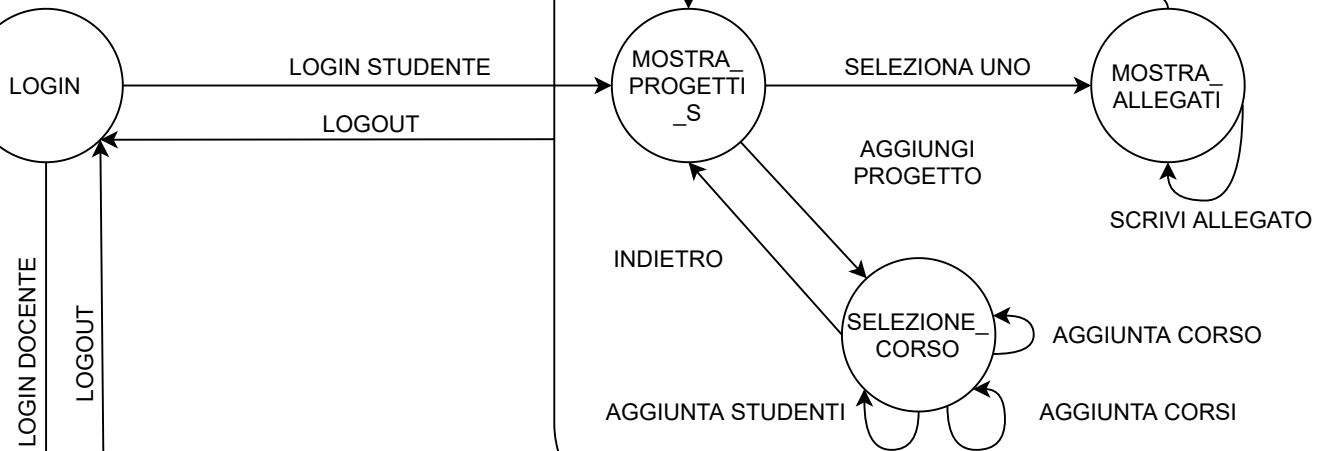 LOGIN
LOGIN STUDENTE
LOGOUT
MOSTRA_
PROGETTI
_S
SELEZIONA UNO
MOSTRA_
ALLEGATI
AGGIUNGI
PROGETTO
SCRIVI ALLEGATO
INDIETRO
LOGIN DOCENTE
LOGOUT
SELEZIONE_
CORSO
AGGIUNTA CORSO
AGGIUNTA STUDENTI
AGGIUNTA CORSI